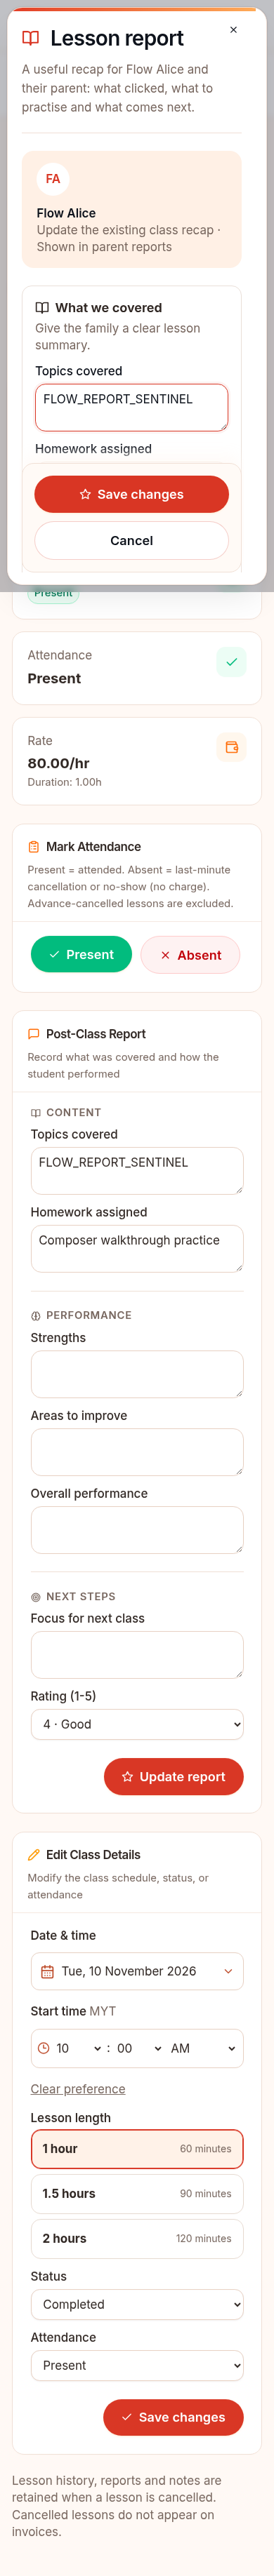 Lesson report
×
A useful recap for Flow Alice and
their parent: what clicked, what to
practise and what comes next.
FA
Flow Alice
Update the existing class recap ·
Shown in parent reports
What we covered
Give the family a clear lesson
summary.
Topics covered
FLOW_REPORT_SENTINEL
Homework assigned
Save changes
Cancel
Present
Attendance
Present
Rate
80.00/hr
Duration: 1.00h
Mark Attendance
Present = attended. Absent = last-minute
cancellation or no-show (no charge).
Advance-cancelled lessons are excluded.
Present
Absent
Post-Class Report
Record what was covered and how the
student performed
CONTENT
Topics covered
FLOW_REPORT_SENTINEL
Homework assigned
Composer walkthrough practice
PERFORMANCE
Strengths
Areas to improve
Overall performance
NEXT STEPS
Focus for next class
Rating (1-5)
4 · Good
Update report
Edit Class Details
Modify the class schedule, status, or
attendance
Date & time
Tue, 10 November 2026
Start time MYT
10 : 00 AM
Clear preference
Lesson length
1 hour 60 minutes
1.5 hours 90 minutes
2 hours 120 minutes
Status
Completed
Attendance
Present
Save changes
Lesson history, reports and notes are
retained when a lesson is cancelled.
Cancelled lessons do not appear on
invoices.